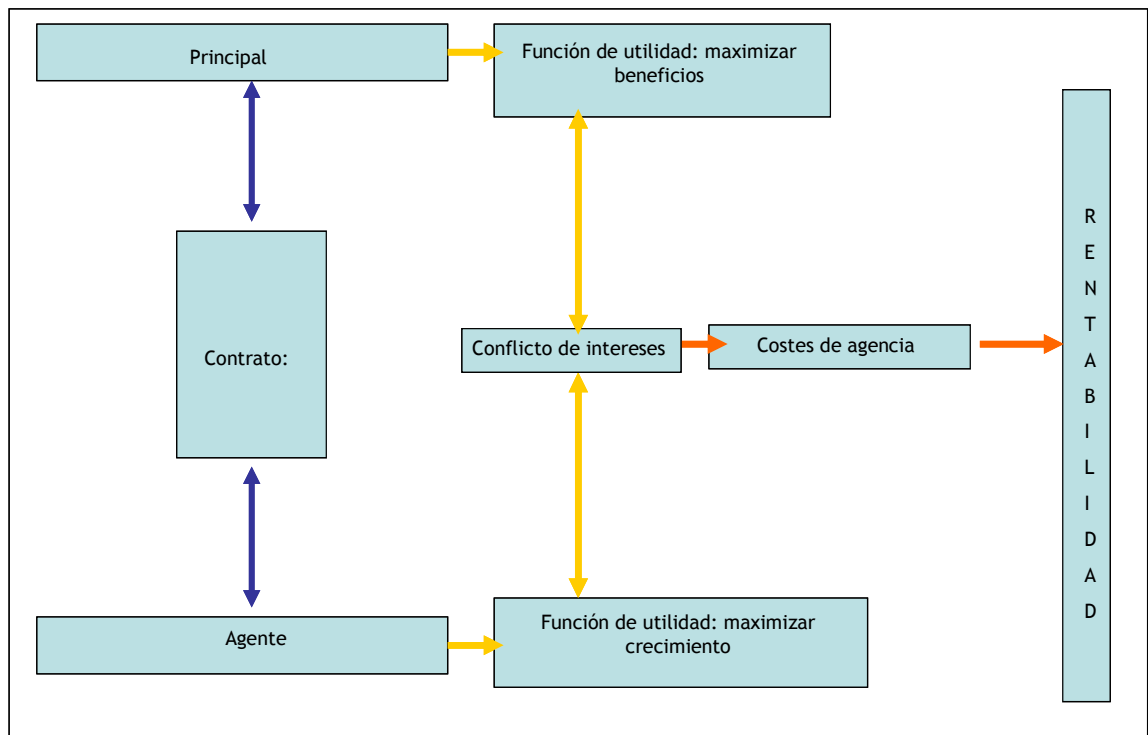 Principal
Función de utilidad: maximizar
beneficios
Contrato:
Conflicto de intereses
Costes de agencia
Agente
Función de utilidad: maximizar
crecimiento
R
E
N
T
A
B
I
L
I
D
A
D